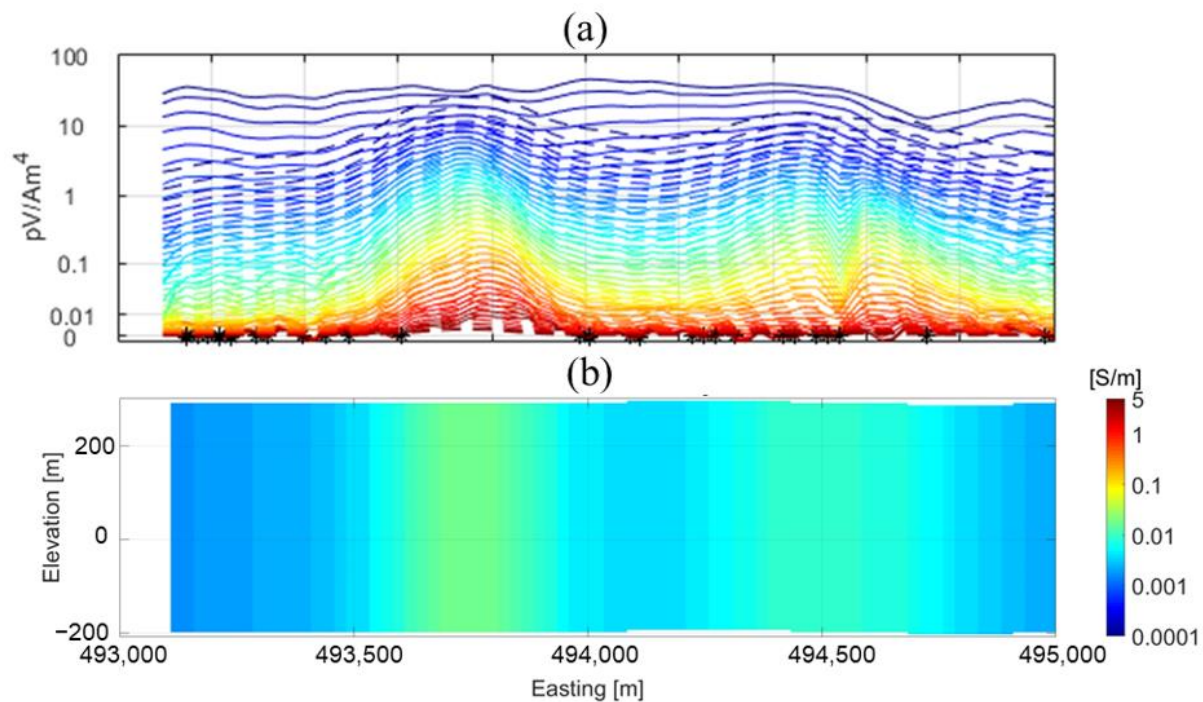 (a)
100
10
1
0.1
0.01
0
pV/Am⁴
(b)
[S/m]
5
1
0.1
0.01
0.001
0.0001
200
0
−200
Elevation [m]
493,000 493,500 494,000 494,500 495,000
Easting [m]